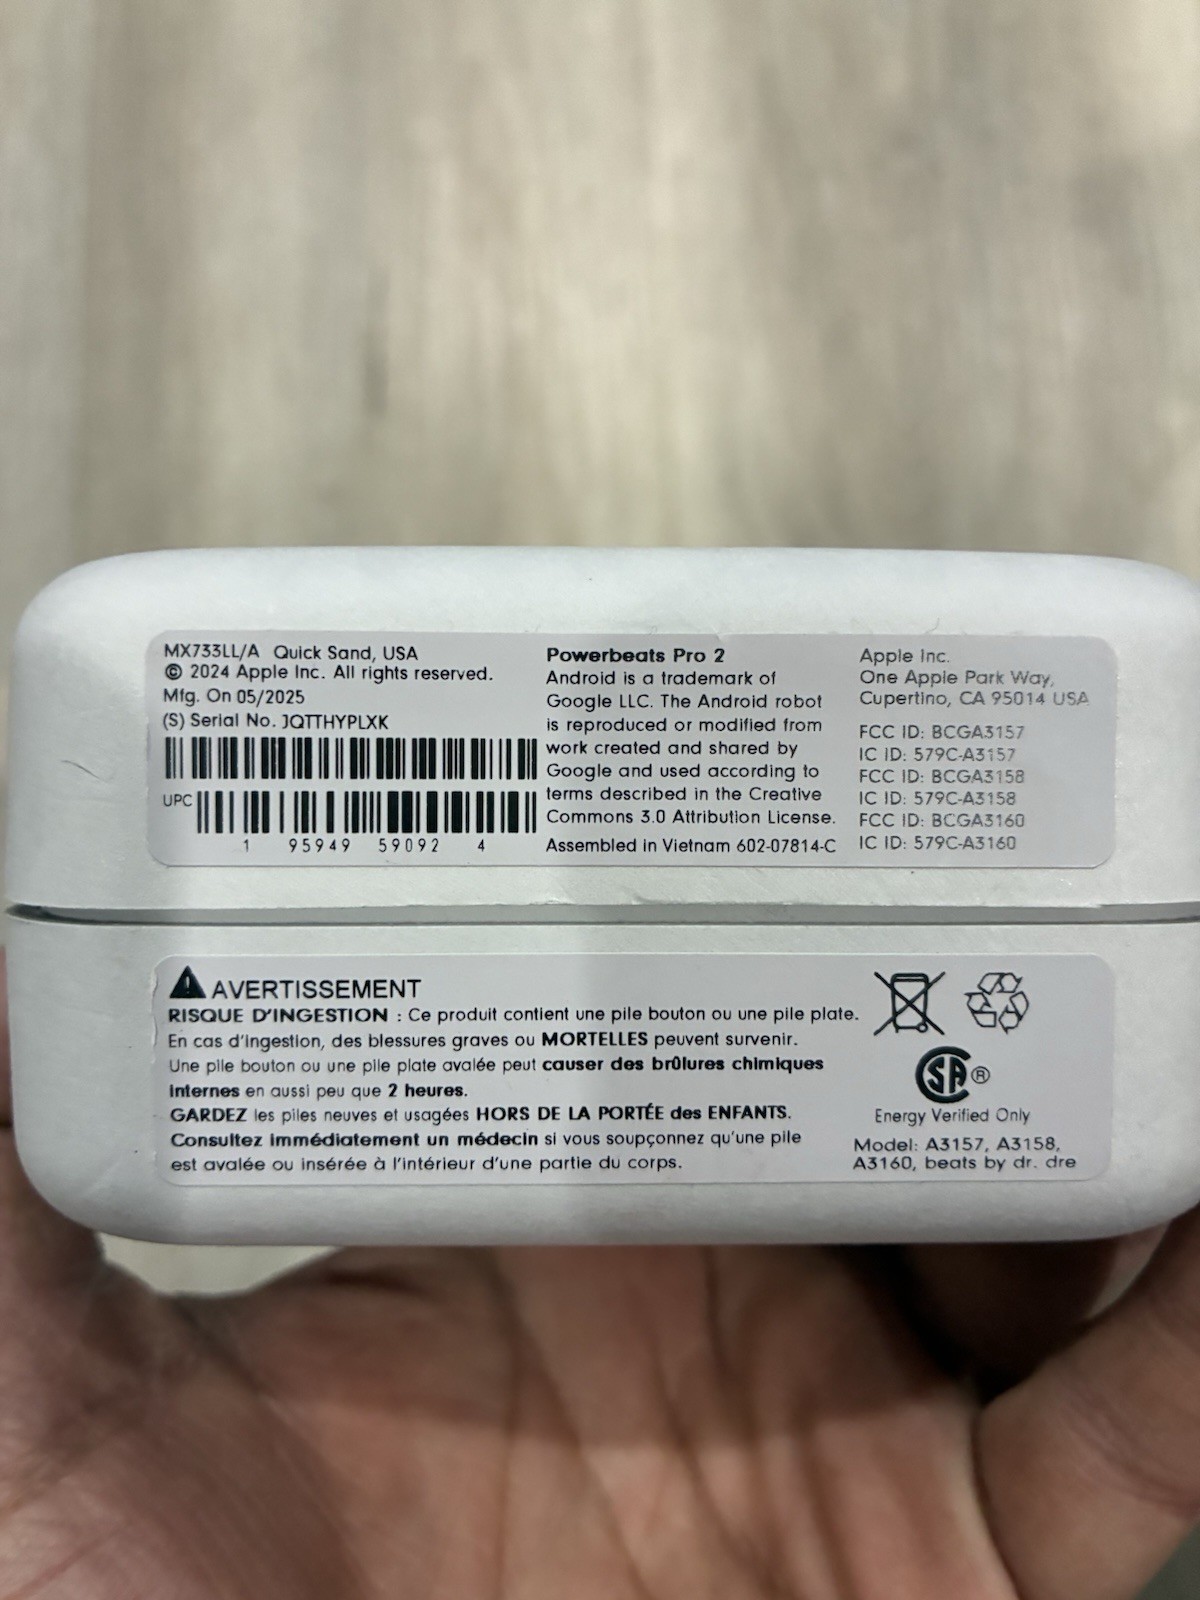 MX733LL/A Quick Sand, USA
© 2024 Apple Inc. All rights reserved.
Mfg. On 05/2025
(S) Serial No. JQTTHYPLXK
UPC
1 95949 59092 4
Powerbeats Pro 2
Android is a trademark of
Google LLC. The Android robot
is reproduced or modified from
work created and shared by
Google and used according to
terms described in the Creative
Commons 3.0 Attribution License.
Assembled in Vietnam 602-07814-C
Apple Inc.
One Apple Park Way,
Cupertino, CA 95014 USA
FCC ID: BCGA3157
IC ID: 579C-A3157
FCC ID: BCGA3158
IC ID: 579C-A3158
FCC ID: BCGA3160
IC ID: 579C-A3160
AVERTISSEMENT
RISQUE D'INGESTION : Ce produit contient une pile bouton ou une pile plate.
En cas d'ingestion, des blessures graves ou MORTELLES peuvent survenir.
Une pile bouton ou une pile plate avalée peut causer des brûlures chimiques
internes en aussi peu que 2 heures.
GARDEZ les piles neuves et usagées HORS DE LA PORTÉE des ENFANTS.
Consultez immédiatement un médecin si vous soupçonnez qu'une pile
est avalée ou insérée à l'intérieur d'une partie du corps.
CSA®
Energy Verified Only
Model: A3157, A3158,
A3160, beats by dr. dre